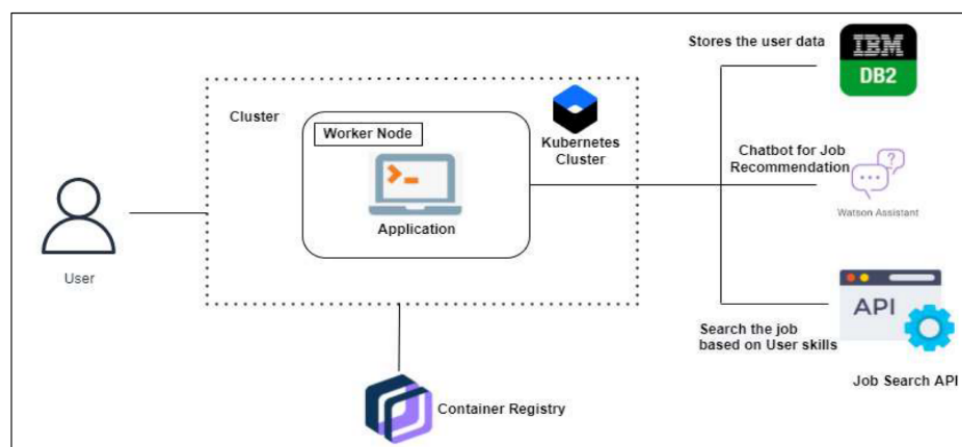 Stores the user data
IBM
DB2
Cluster
Worker Node
Kubernetes
Cluster
Application
Chatbot for Job
Recommendation
?
Watson Assistant
User
API
Search the job
based on User skills
Job Search API
Container Registry